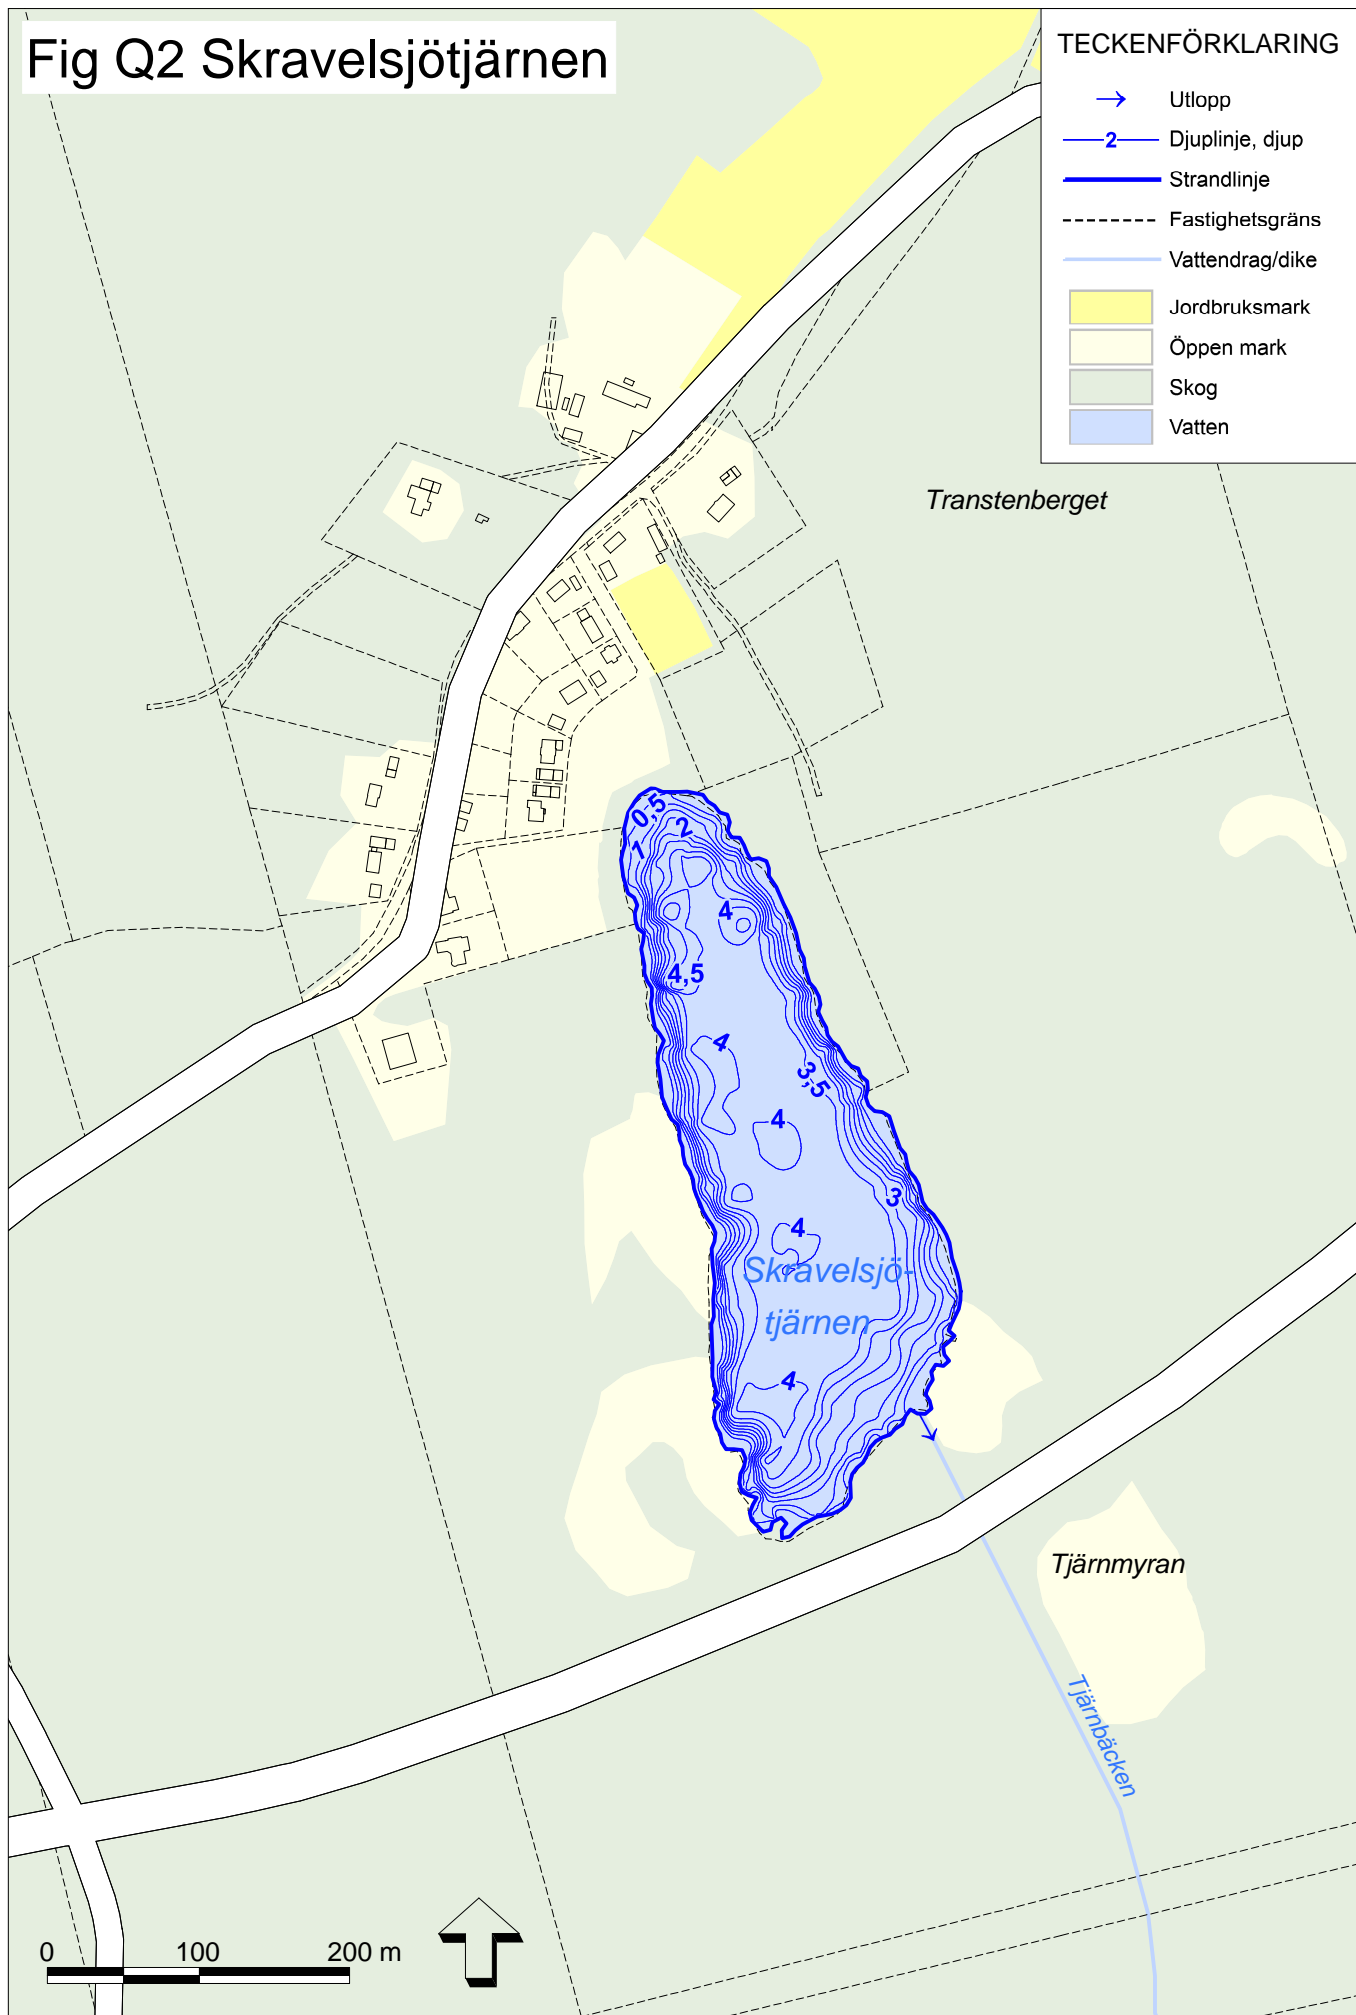 Fig Q2 Skravelsjötjärnen
TECKENFÖRKLARING
Utlopp
2
Djuplinje, djup
Strandlinje
Fastighetsgräns
Vattendrag/dike
Jordbruksmark
Öppen mark
Skog
Vatten
Transtenberget
0,5
2
1
4
4,5
4
3,5
4
3
4
Skravelsjö-
tjärnen
4
Tjärnmyran
Tjärnbäcken
0 100 200 m